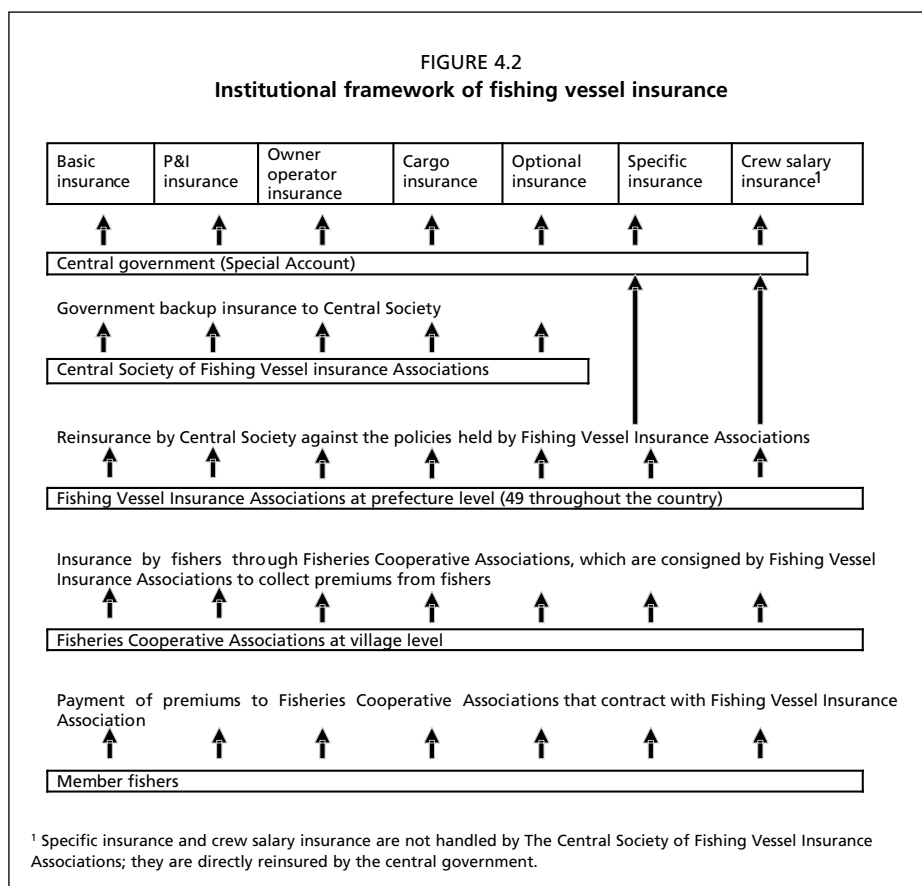 FIGURE 4.2
Institutional framework of fishing vessel insurance
Basic insurance
P&I insurance
Owner operator insurance
Cargo insurance
Optional insurance
Specific insurance
Crew salary insurance¹
Central government (Special Account)
Government backup insurance to Central Society
Central Society of Fishing Vessel insurance Associations
Reinsurance by Central Society against the policies held by Fishing Vessel Insurance Associations
Fishing Vessel Insurance Associations at prefecture level (49 throughout the country)
Insurance by fishers through Fisheries Cooperative Associations, which are consigned by Fishing Vessel
Insurance Associations to collect premiums from fishers
Fisheries Cooperative Associations at village level
Payment of premiums to Fisheries Cooperative Associations that contract with Fishing Vessel Insurance
Association
Member fishers
¹ Specific insurance and crew salary insurance are not handled by The Central Society of Fishing Vessel Insurance
Associations; they are directly reinsured by the central government.